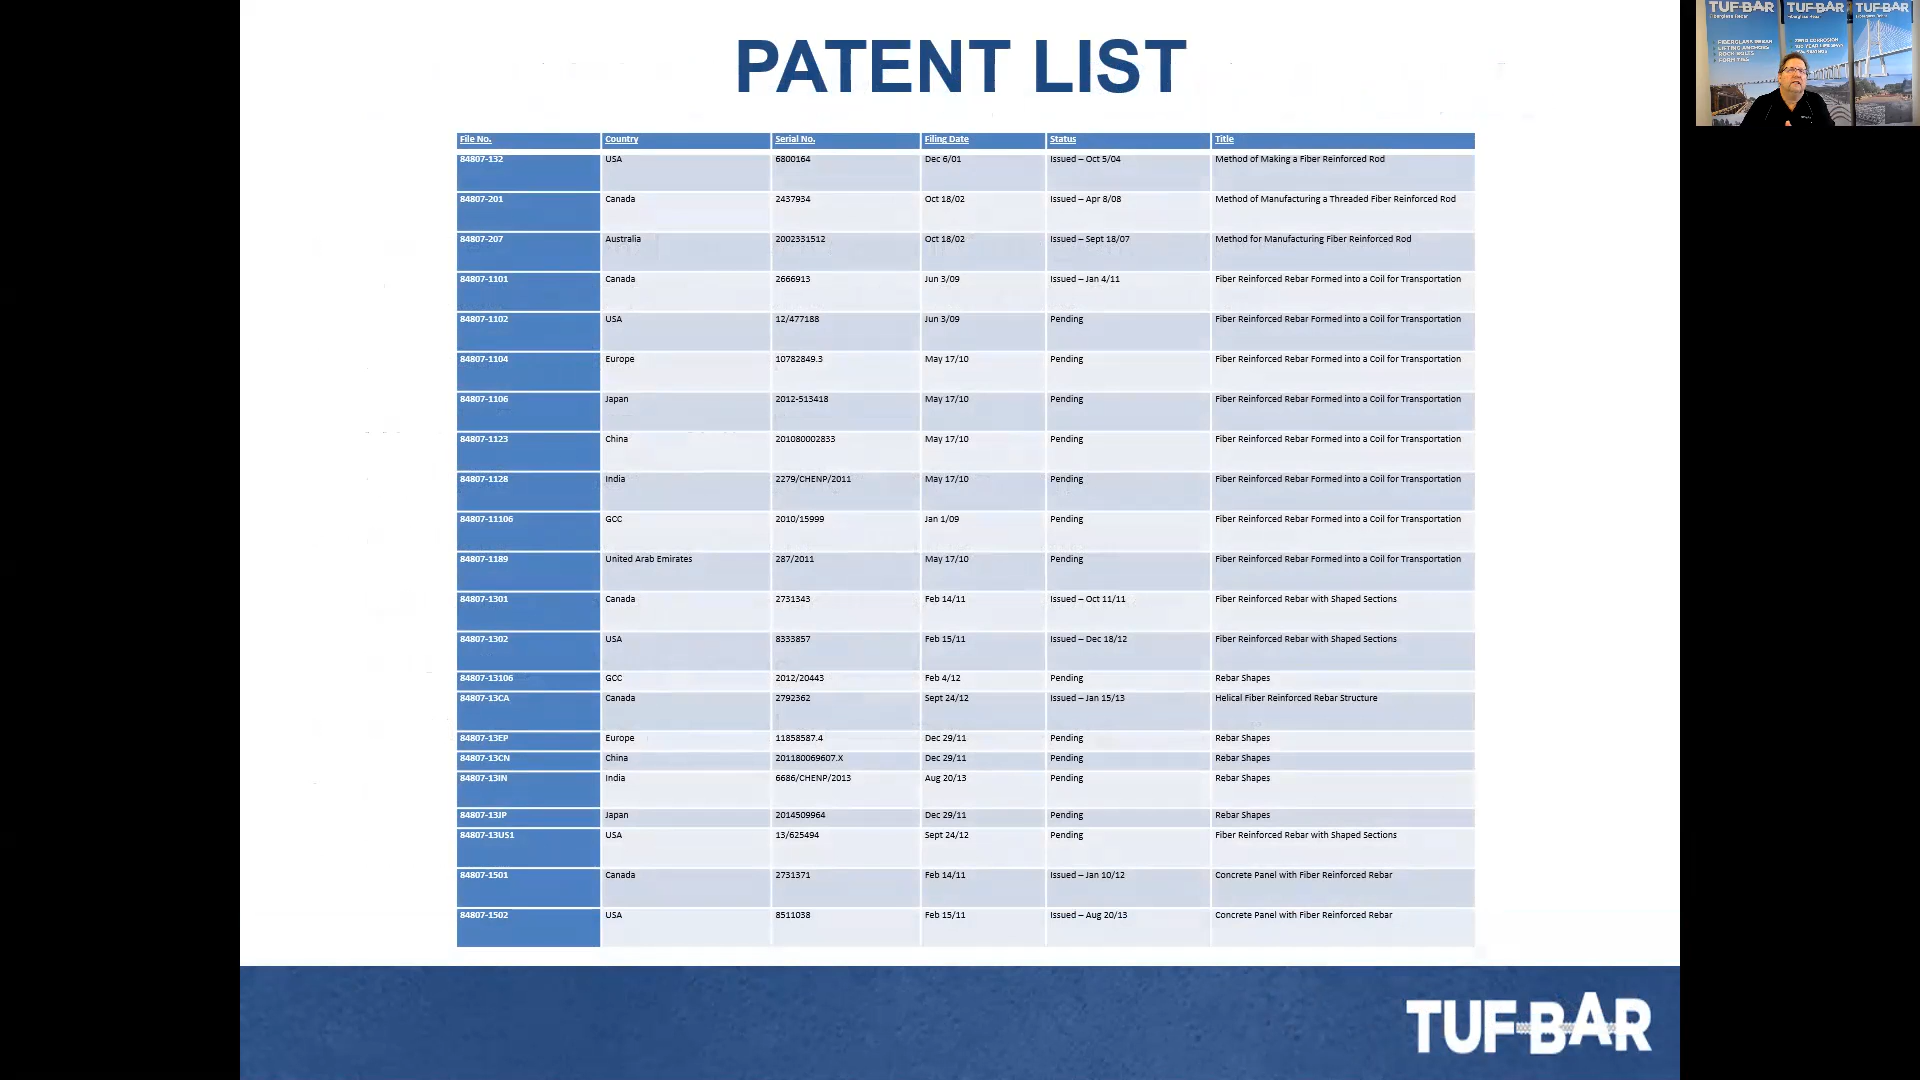 PATENT LIST
File No. Country Serial No. Filing Date Status Title
84807-132 USA 6800164 Dec 6/01 Issued – Oct 5/04 Method of Making a Fiber Reinforced Rod
84807-201 Canada 2437934 Oct 18/02 Issued – Apr 8/08 Method of Manufacturing a Threaded Fiber Reinforced Rod
84807-207 Australia 2002331512 Oct 18/02 Issued – Sept 18/07 Method for Manufacturing Fiber Reinforced Rod
84807-1101 Canada 2666913 Jun 3/09 Issued – Jan 4/11 Fiber Reinforced Rebar Formed into a Coil for Transportation
84807-1102 USA 12/477188 Jun 3/09 Pending Fiber Reinforced Rebar Formed into a Coil for Transportation
84807-1104 Europe 10782849.3 May 17/10 Pending Fiber Reinforced Rebar Formed into a Coil for Transportation
84807-1106 Japan 2012-513418 May 17/10 Pending Fiber Reinforced Rebar Formed into a Coil for Transportation
84807-1123 China 201080002833 May 17/10 Pending Fiber Reinforced Rebar Formed into a Coil for Transportation
84807-1128 India 2279/CHENP/2011 May 17/10 Pending Fiber Reinforced Rebar Formed into a Coil for Transportation
84807-11106 GCC 2010/15999 Jan 1/09 Pending Fiber Reinforced Rebar Formed into a Coil for Transportation
84807-1189 United Arab Emirates 287/2011 May 17/10 Pending Fiber Reinforced Rebar Formed into a Coil for Transportation
84807-1301 Canada 2731343 Feb 14/11 Issued – Oct 11/11 Fiber Reinforced Rebar with Shaped Sections
84807-1302 USA 8333857 Feb 15/11 Issued – Dec 18/12 Fiber Reinforced Rebar with Shaped Sections
84807-13106 GCC 2012/20443 Feb 4/12 Pending Rebar Shapes
84807-13CA Canada 2792362 Sept 24/12 Issued – Jan 15/13 Helical Fiber Reinforced Rebar Structure
84807-13EP Europe 11858587.4 Dec 29/11 Pending Rebar Shapes
84807-13CN China 201180069607.X Dec 29/11 Pending Rebar Shapes
84807-13IN India 6686/CHENP/2013 Aug 20/13 Pending Rebar Shapes
84807-13JP Japan 2014509964 Dec 29/11 Pending Rebar Shapes
84807-13US1 USA 13/625494 Sept 24/12 Pending Fiber Reinforced Rebar with Shaped Sections
84807-1501 Canada 2731371 Feb 14/11 Issued – Jan 10/12 Concrete Panel with Fiber Reinforced Rebar
84807-1502 USA 8511038 Feb 15/11 Issued – Aug 20/13 Concrete Panel with Fiber Reinforced Rebar
TUF-BAR
TUF-BAR TUF-BAR TUF-BAR
FIBERGLASS REBAR
LIFTING ANCHORS
ROCK BOLTS
FORM TIES
ZERO CORROSION